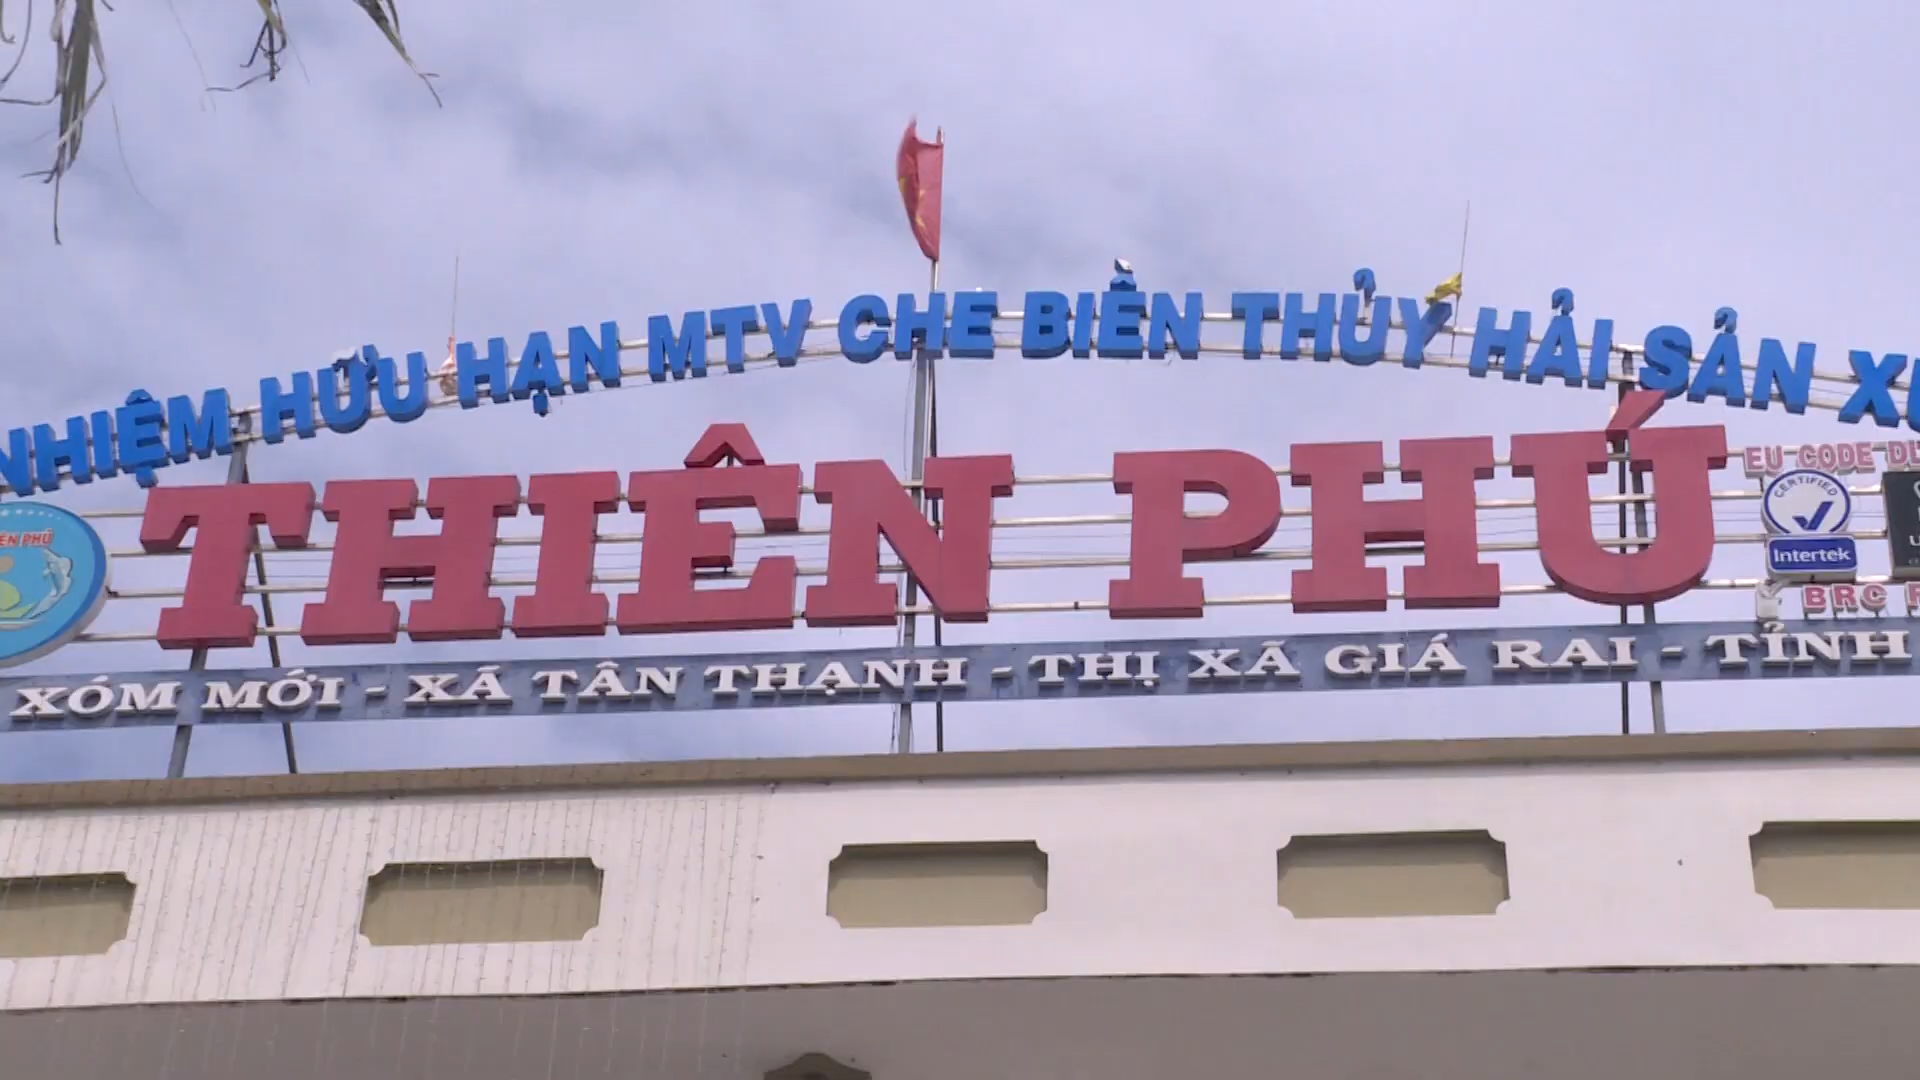 NHIỆM HỮU HẠN MTV CHE BIẾN THỦY HẢI SẢN
THIÊN PHÚ
EU CODE
CERTIFIED
Intertek
BRC
XÓM MỚI - XÃ TÂN THẠNH - THỊ XÃ GIÁ RAI - TỈNH